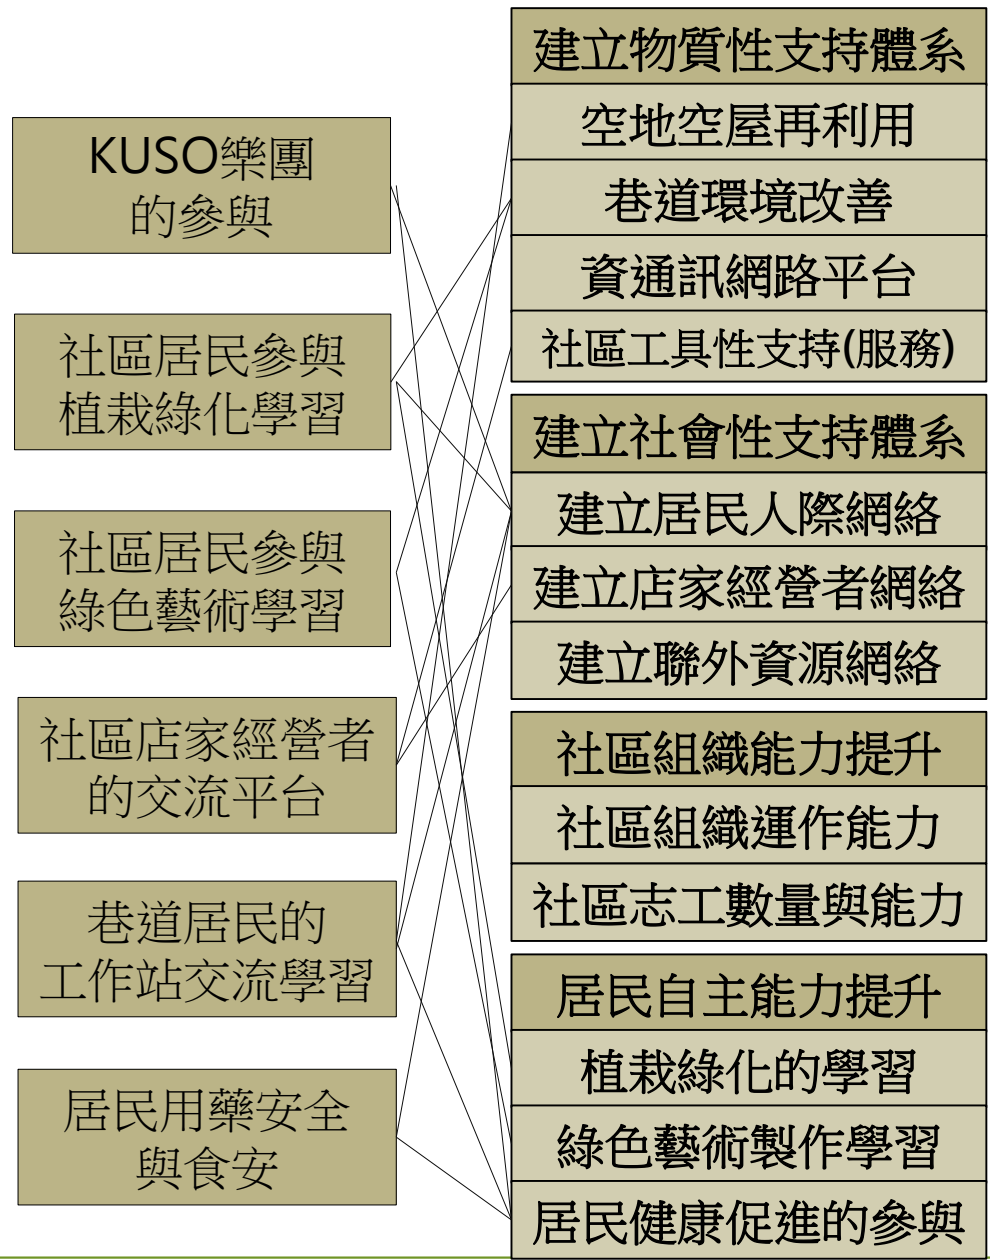 KUSO樂團
的參與
社區居民參與
植栽綠化學習
社區居民參與
綠色藝術學習
社區店家經營者
的交流平台
巷道居民的
工作站交流學習
居民用藥安全
與食安
建立物質性支持體系
空地空屋再利用
巷道環境改善
資通訊網路平台
社區工具性支持(服務)
建立社會性支持體系
建立居民人際網絡
建立店家經營者網絡
建立聯外資源網絡
社區組織能力提升
社區組織運作能力
社區志工數量與能力
居民自主能力提升
植栽綠化的學習
綠色藝術製作學習
居民健康促進的參與